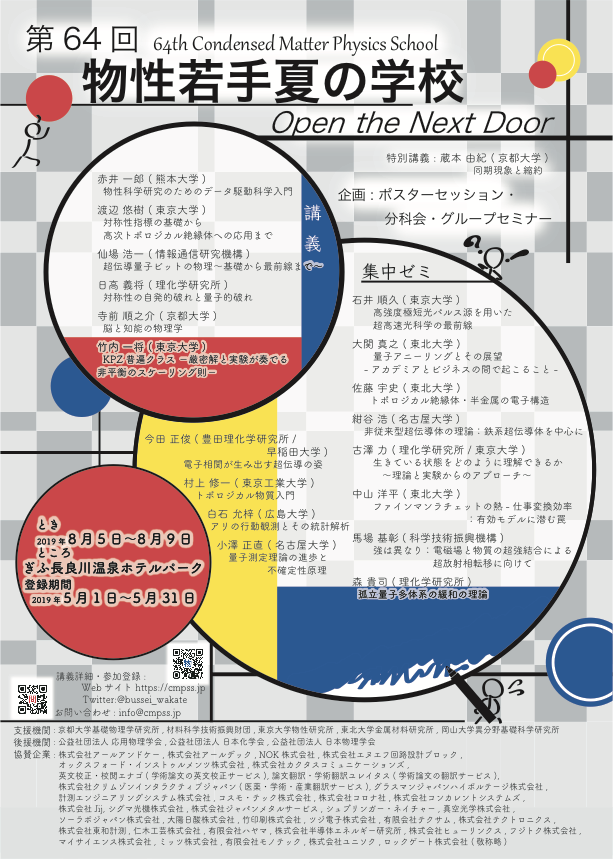 第 64 回 64th Condensed Matter Physics School
物性若手夏の学校
Open the Next Door
特別講義 : 蔵本 由紀 ( 京都大学 )
同期現象と縮約
企画 : ポスターセッション・
分科会・グループセミナー
講義
赤井 一郎 ( 熊本大学 )
物性科学研究のためのデータ駆動科学入門
渡辺 悠樹 ( 東京大学 )
対称性指標の基礎から
高次トポロジカル絶縁体への応用まで
仙場 浩一 ( 情報通信研究機構 )
超伝導量子ビットの物理〜基礎から最前線まで〜
日高 義将 ( 理化学研究所 )
対称性の自発的破れと量子的破れ
寺前 順之介 ( 京都大学 )
脳と知能の物理学
竹内 一将 ( 東京大学 )
KPZ 普遍クラス −厳密解と実験が奏でる
非平衡のスケーリング則−
集中ゼミ
石井 順久 ( 東京大学 )
高強度極短光パルス源を用いた
超高速光科学の最前線
大関 真之 ( 東北大学 )
量子アニーリングとその展望
- アカデミアとビジネスの間で起こること -
佐藤 宇史 ( 東北大学 )
トポロジカル絶縁体・半金属の電子構造
紺谷 浩 ( 名古屋大学 )
非従来型超伝導体の理論 : 鉄系超伝導体を中心に
古澤 力 ( 理化学研究所 / 東京大学 )
生きている状態をどのように理解できるか
〜理論と実験からのアプローチ〜
中山 洋平 ( 東北大学 )
ファインマンラチェットの熱 - 仕事変換効率
: 有効モデルに潜む罠
馬場 基彰 ( 科学技術振興機構 )
強は異なり : 電磁場と物質の超強結合による
超放射相転移に向けて
森 貴司 ( 理化学研究所 )
孤立量子多体系の緩和の理論
今田 正俊 ( 豊田理化学研究所 /
早稲田大学 )
電子相関が生み出す超伝導の姿
村上 修一 ( 東京工業大学 )
トポロジカル物質入門
白石 允梓 ( 広島大学 )
アリの行動観測とその統計解析
小澤 正直 ( 名古屋大学 )
量子測定理論の進歩と
不確定性原理
とき
2019 年 8 月 5 日〜8 月 9 日
ところ
ぎふ長良川温泉ホテルパーク
登録期間
2019 年 5 月 1 日〜5 月 31 日
講義詳細・参加登録 :
Web サイト https://cmpss.jp
Twitter:@bussei_wakate
お問い合わせ : info@cmpss.jp
支援機関 : 京都大学基礎物理学研究所 , 材料科学技術振興財団 , 東京大学物性研究所 , 東北大学金属材料研究所 , 岡山大学異分野基礎科学研究所
後援機関 : 公益社団法人 応用物理学会 , 公益社団法人 日本化学会 , 公益社団法人 日本物理学会
協賛企業 : 株式会社アールアンドケー , 株式会社アールデック , NOK 株式会社 , 株式会社エヌエフ回路設計ブロック ,
オックスフォード・インストゥルメンツ株式会社 , 株式会社カクタスコミュニケーションズ ,
英文校正・校閲エナゴ ( 学術論文の英文校正サービス ), 論文翻訳・学術翻訳ユレイタス ( 学術論文の翻訳サービス ),
株式会社クリムゾンインタラクティブジャパン ( 医薬・学術・産業翻訳サービス ), グラスマンジャパンハイボルテージ株式会社 ,
計測エンジニアリングシステム株式会社 , コスモ・テック株式会社 , 株式会社コロナ社 , 株式会社コンカレントシステムズ ,
株式会社 Jij, シグマ光機株式会社 , 株式会社ジャパンメタルサービス , シュプリンガー・ネイチャー , 真空光学株式会社 ,
ソーラボジャパン株式会社 , 大陽日酸株式会社 , 竹印刷株式会社 , ツジ電子株式会社 , 有限会社テクサム , 株式会社テクトロニクス ,
株式会社東和計測 , 仁木工芸株式会社 , 有限会社ハヤマ , 株式会社半導体エネルギー研究所 , 株式会社ヒューリンクス , フジトク株式会社 ,
マイサイエンス株式会社 , ミッツ株式会社 , 有限会社モノテック , 株式会社ユニソク , ロックゲート株式会社 ( 敬称略 )